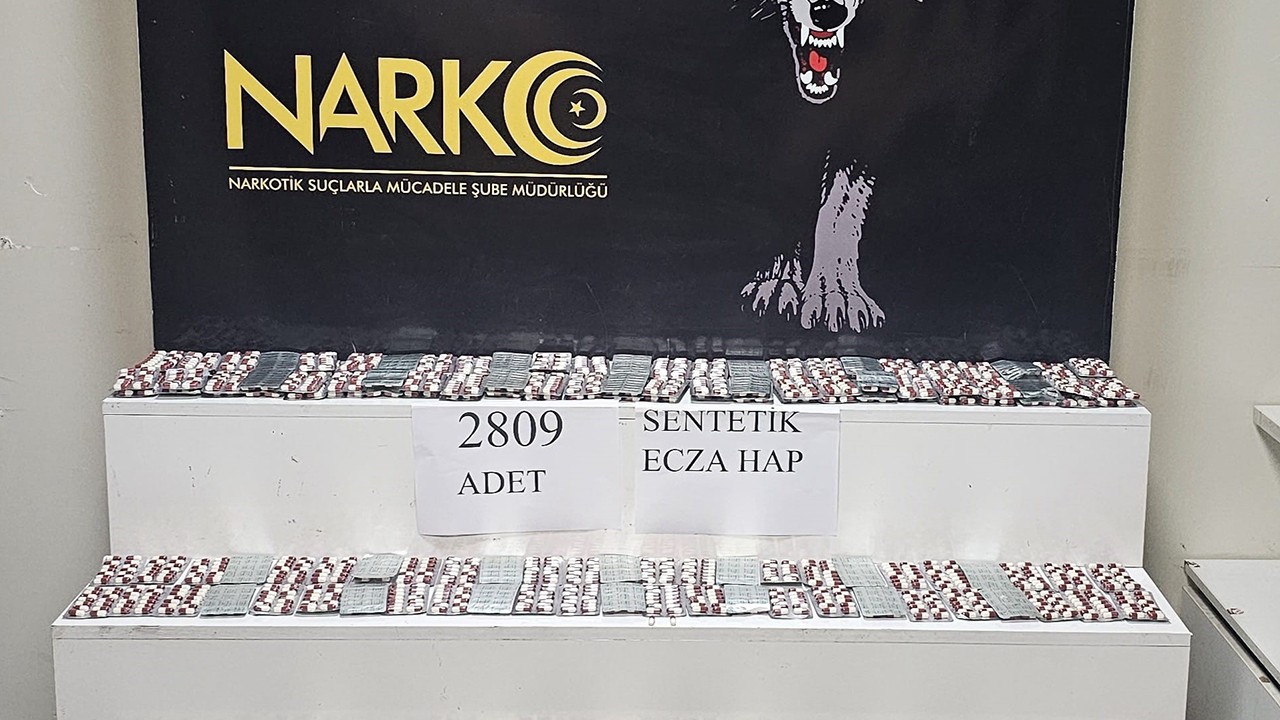 NARKO
NARKOTİK SUÇLARLA MÜCADELE ŞUBE MÜDÜRLÜĞÜ
2809
ADET
SENTETİK
ECZA HAP